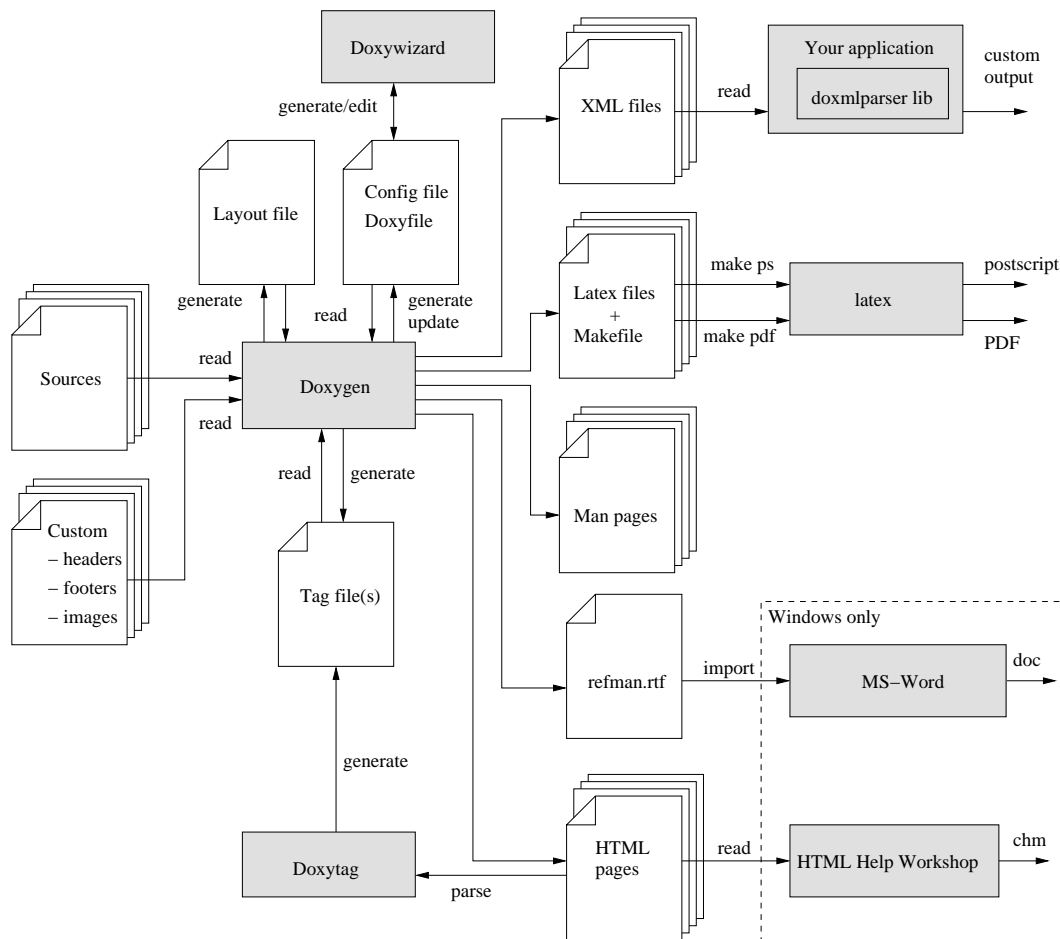 Doxywizard
Your application
doxmlparser lib
custom
output
XML files
read
generate/edit
Layout file
Config file
Doxyfile
generate
read
generate
update
make ps
make pdf
Latex files
+
Makefile
latex
postscript
PDF
Sources
read
read
Doxygen
read
generate
Man pages
Custom
– headers
– footers
– images
Tag file(s)
Windows only
refman.rtf
import
MS–Word
doc
generate
Doxytag
parse
HTML
pages
read
HTML Help Workshop
chm